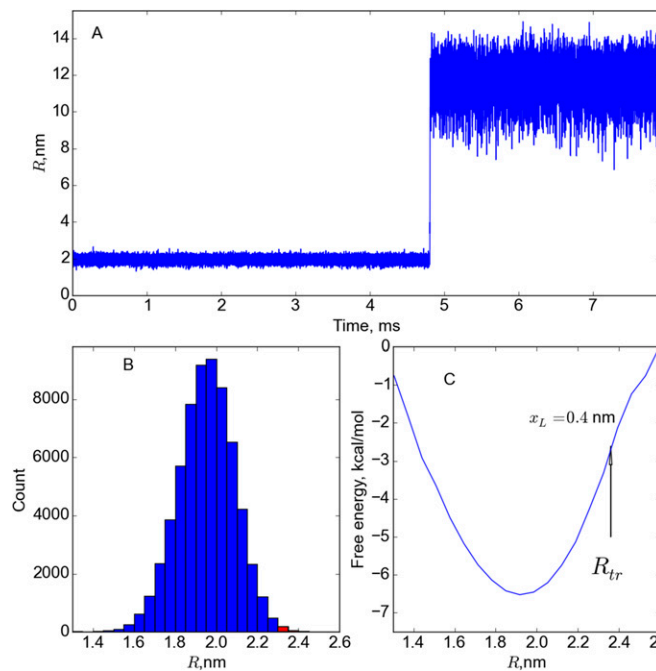 A
14
12
10
8
6
4
2
0
R,nm
0 1 2 3 4 5 6 7
Time, ms
B
8000
6000
4000
2000
0
Count
1.4 1.6 1.8 2.0 2.2 2.4 2.6
R,nm
C
0
−1
−2
−3
−4
−5
−6
−7
Free energy, kcal/mol
x_L = 0.4 nm
R_tr
1.4 1.6 1.8 2.0 2.2 2.4 2.6
R,nm